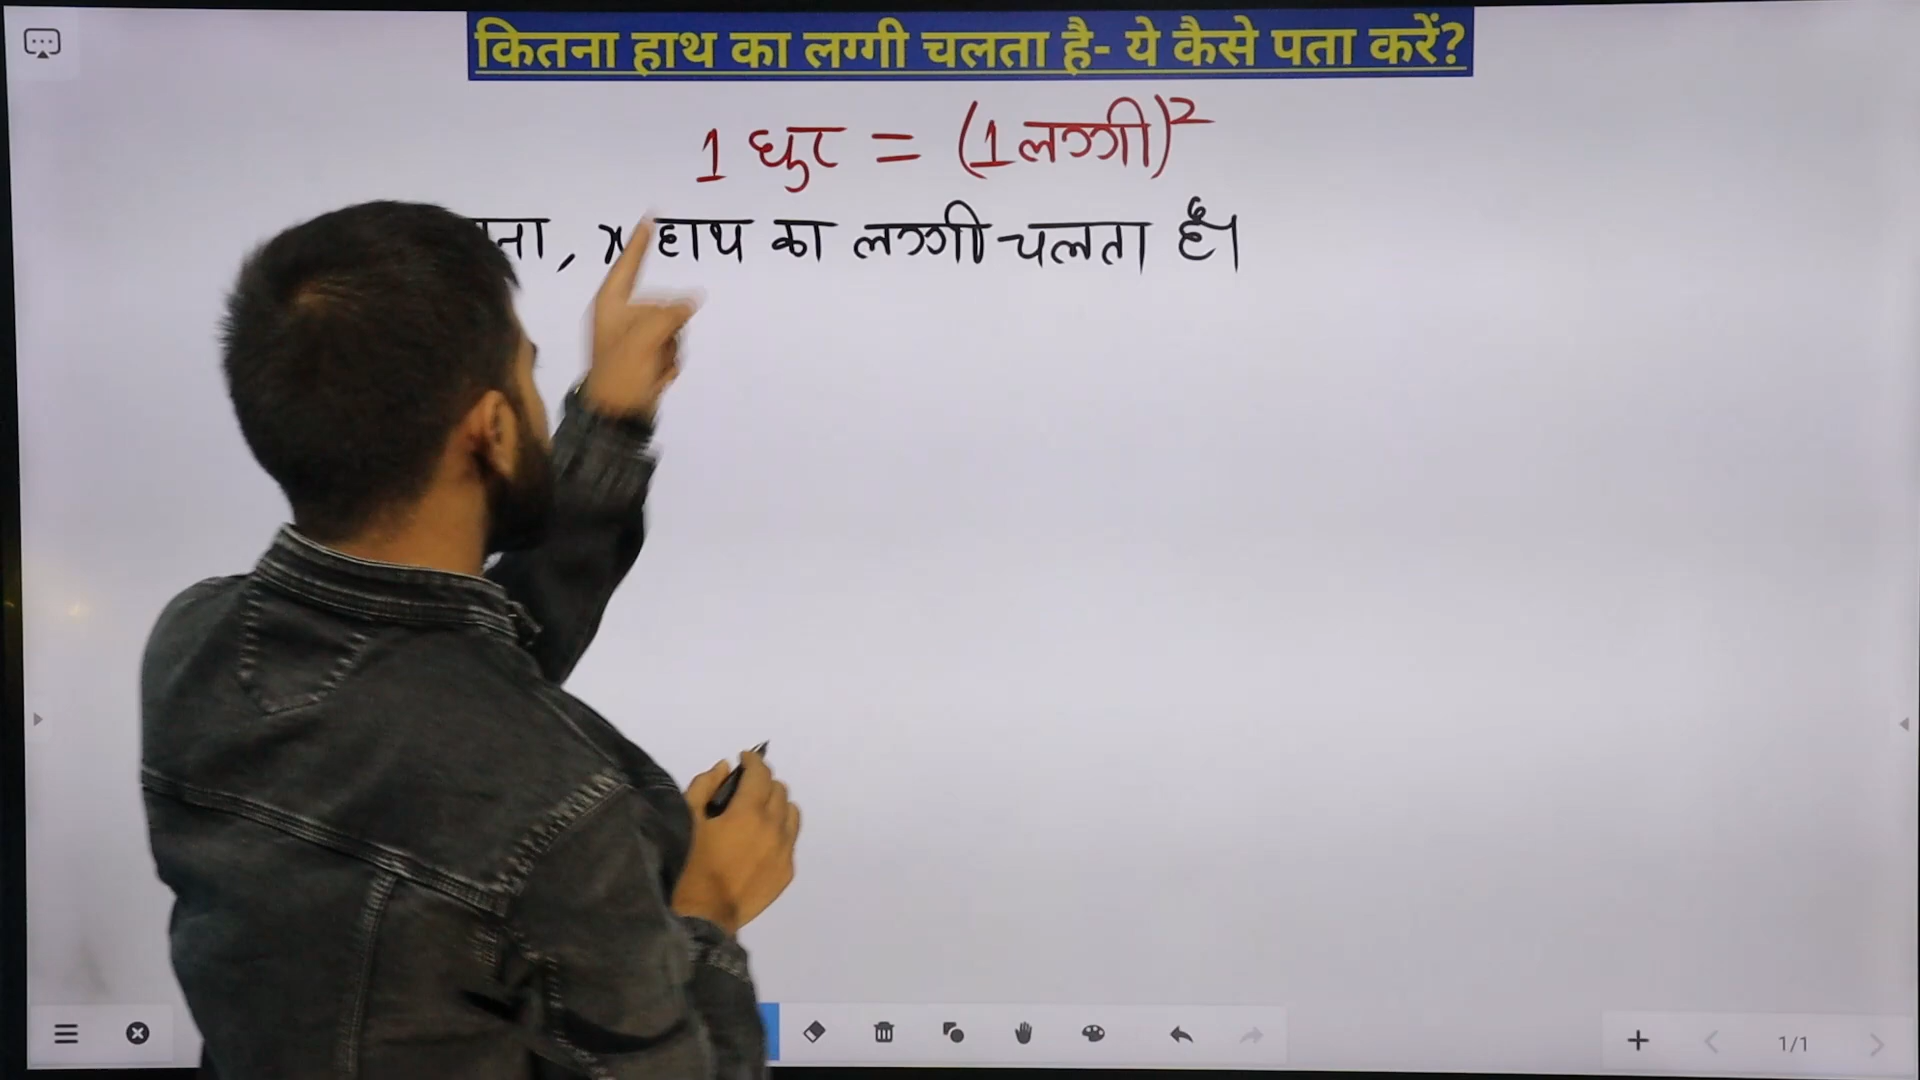 कितना हाथ का लग्गी चलता है- ये कैसे पता करें?
1 धुर = (1 लग्गी)²
x हाथ का लग्गी चलता है।
1/1